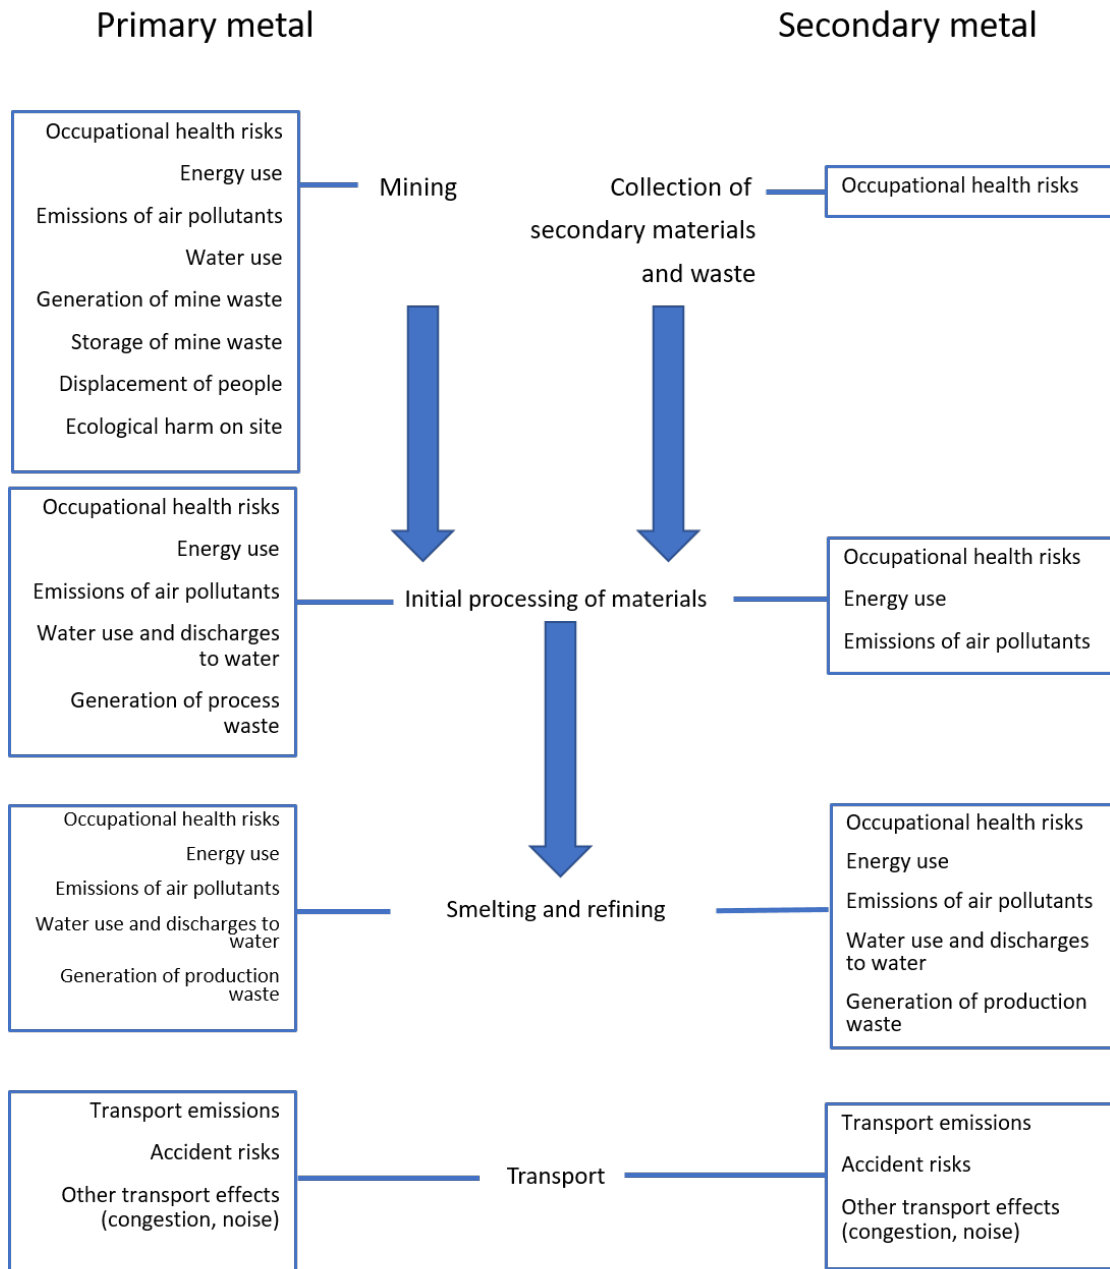 Primary metal
Secondary metal
Occupational health risks
Energy use
Emissions of air pollutants
Water use
Generation of mine waste
Storage of mine waste
Displacement of people
Ecological harm on site
Mining
Collection of
secondary materials
and waste
Occupational health risks
Occupational health risks
Energy use
Emissions of air pollutants
Water use and discharges
to water
Generation of process
waste
Initial processing of materials
Occupational health risks
Energy use
Emissions of air pollutants
Occupational health risks
Energy use
Emissions of air pollutants
Water use and discharges to
water
Generation of production
waste
Smelting and refining
Occupational health risks
Energy use
Emissions of air pollutants
Water use and discharges
to water
Generation of production
waste
Transport emissions
Accident risks
Other transport effects
(congestion, noise)
Transport
Transport emissions
Accident risks
Other transport effects
(congestion, noise)